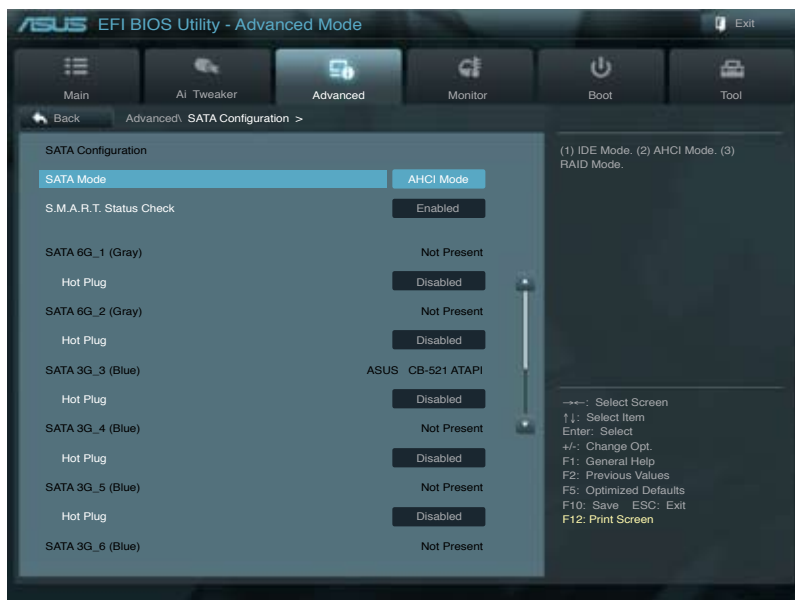 ASUS EFI BIOS Utility - Advanced Mode
Exit
Main
Ai Tweaker
Advanced
Monitor
Boot
Tool
Back
Advanced\ SATA Configuration >
SATA Configuration
SATA Mode AHCI Mode
S.M.A.R.T. Status Check Enabled
SATA 6G_1 (Gray) Not Present
Hot Plug Disabled
SATA 6G_2 (Gray) Not Present
Hot Plug Disabled
SATA 3G_3 (Blue) ASUS CB-521 ATAPI
Hot Plug Disabled
SATA 3G_4 (Blue) Not Present
Hot Plug Disabled
SATA 3G_5 (Blue) Not Present
Hot Plug Disabled
SATA 3G_6 (Blue) Not Present
(1) IDE Mode. (2) AHCI Mode. (3)
RAID Mode.
→←: Select Screen
↑↓: Select Item
Enter: Select
+/-: Change Opt.
F1: General Help
F2: Previous Values
F5: Optimized Defaults
F10: Save ESC: Exit
F12: Print Screen